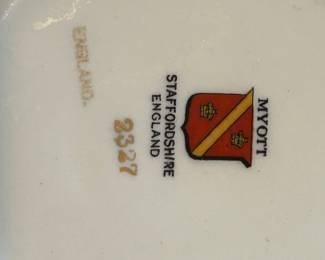 MYOTT
STAFFORDSHIRE
ENGLAND
2327
ENGLAND.